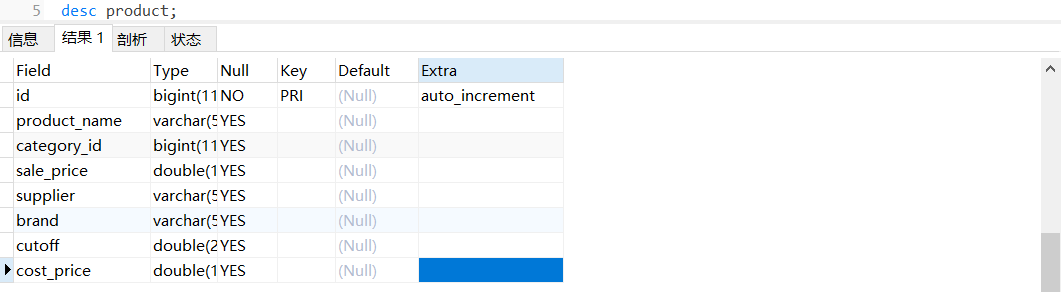 5 desc product;
信息 结果 1 剖析 状态
Field Type Null Key Default Extra
id bigint(11 NO PRI (Null) auto_increment
product_name varchar(5 YES (Null)
category_id bigint(11 YES (Null)
sale_price double(1 YES (Null)
supplier varchar(5 YES (Null)
brand varchar(5 YES (Null)
cutoff double(2 YES (Null)
cost_price double(1 YES (Null)